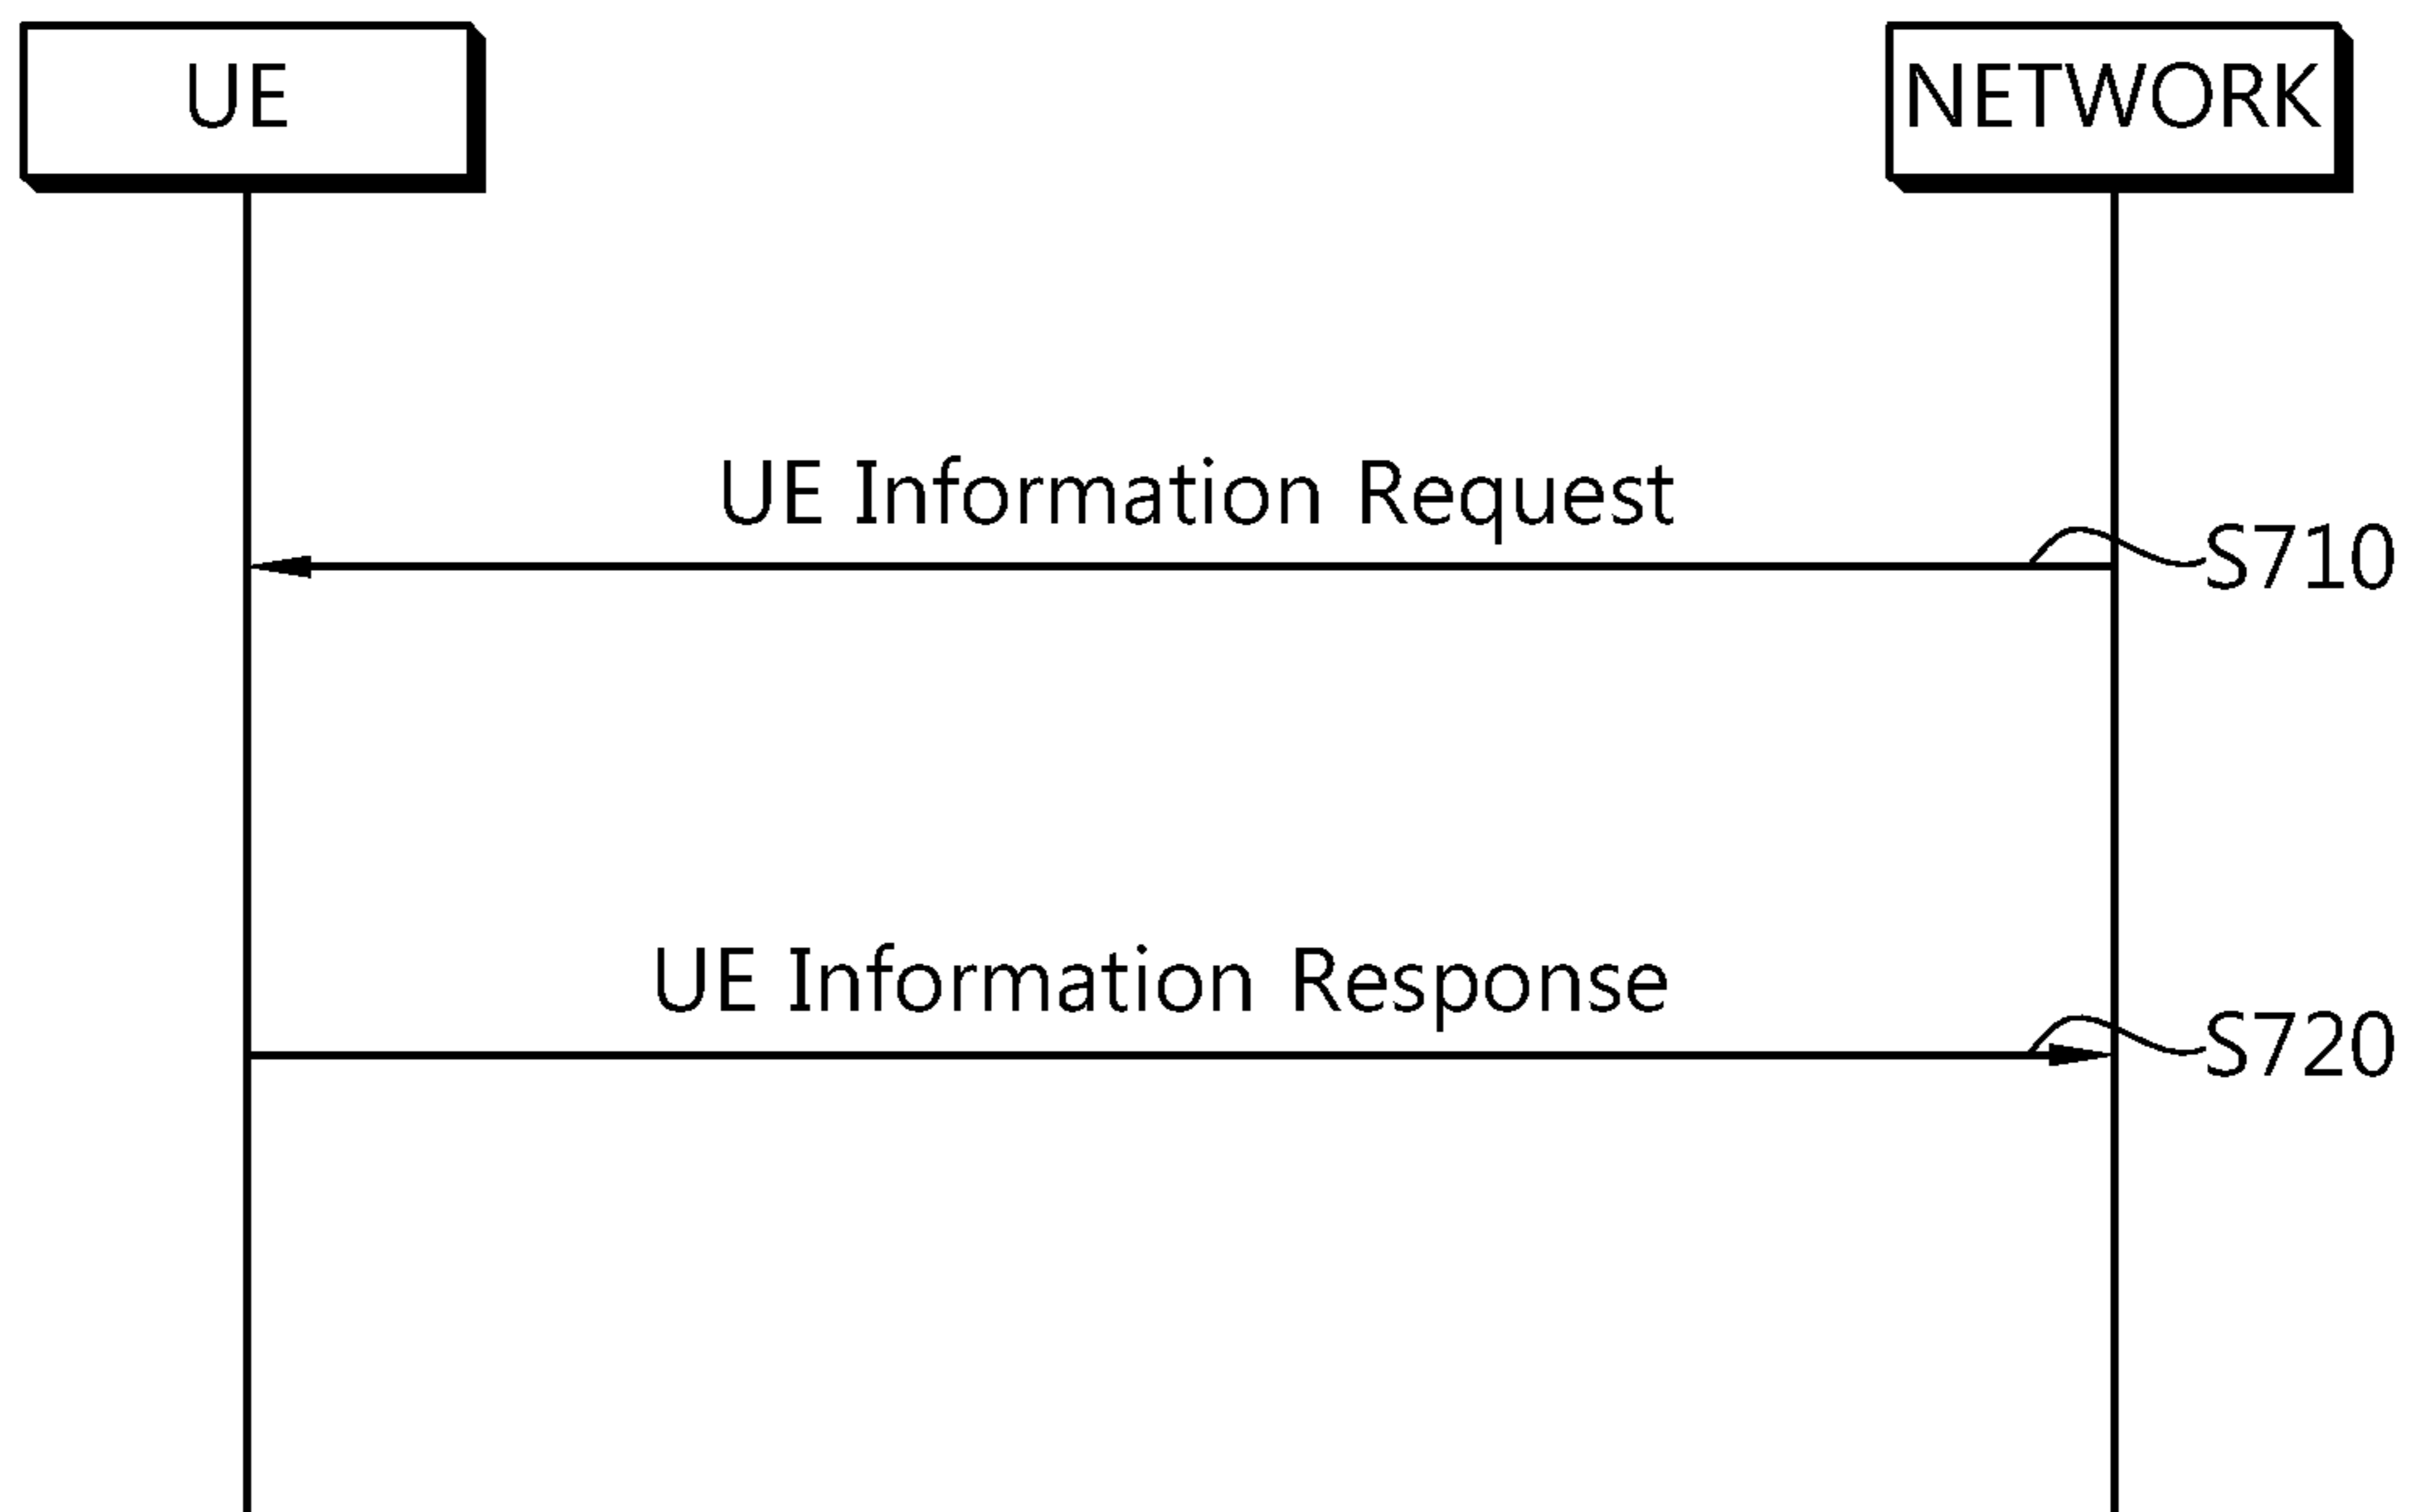 UE
NETWORK
UE Information Request
S710
UE Information Response
S720